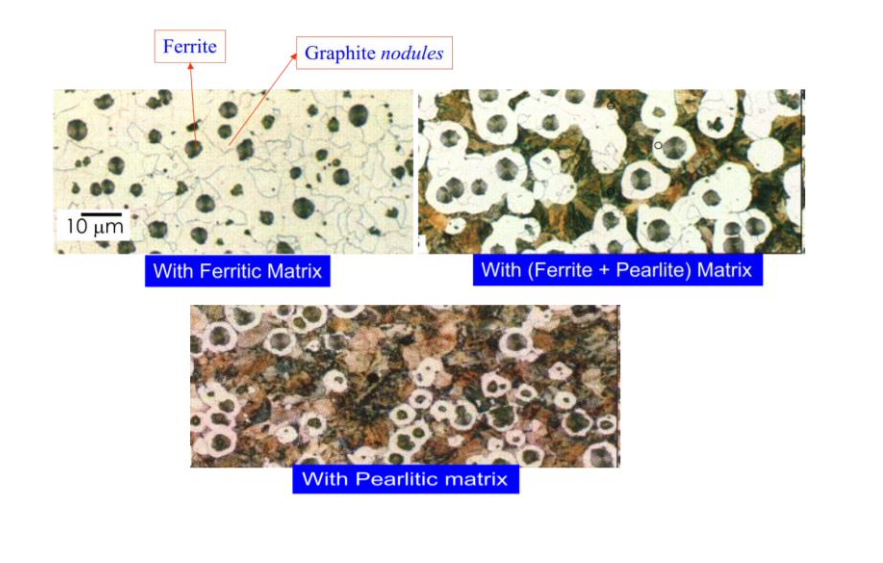 Ferrite
Graphite nodules
10 μm
With Ferritic Matrix
With (Ferrite + Pearlite) Matrix
With Pearlitic matrix